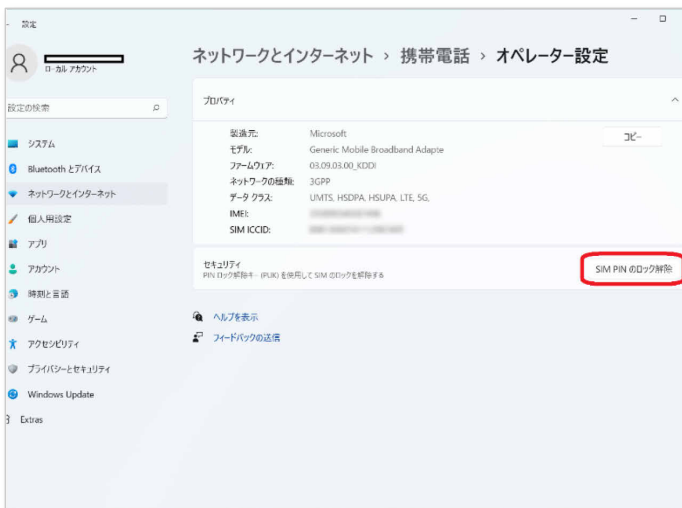 設定
ローカル アカウント
設定の検索
システム
Bluetooth とデバイス
ネットワークとインターネット
個人用設定
アプリ
アカウント
時刻と言語
ゲーム
アクセシビリティ
プライバシーとセキュリティ
Windows Update
Extras
ネットワークとインターネット › 携帯電話 › オペレーター設定
プロパティ
製造元: Microsoft
コピー
モデル: Generic Mobile Broadband Adapte
ファームウェア: 03.09.03.00_KDDI
ネットワークの種類: 3GPP
データ クラス: UMTS, HSDPA, HSUPA, LTE, 5G,
IMEI:
SIM ICCID:
セキュリティ
PIN ロック解除キー (PUK) を使用して SIM のロックを解除する
SIM PIN のロック解除
ヘルプを表示
フィードバックの送信